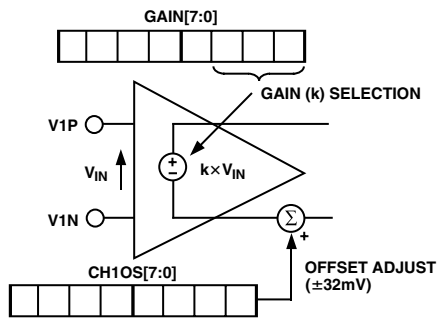 GAIN[7:0]
GAIN (k) SELECTION
V1P
VIN
+
–
k×VIN
V1N
Σ
+
CH1OS[7:0]
OFFSET ADJUST
(±32mV)